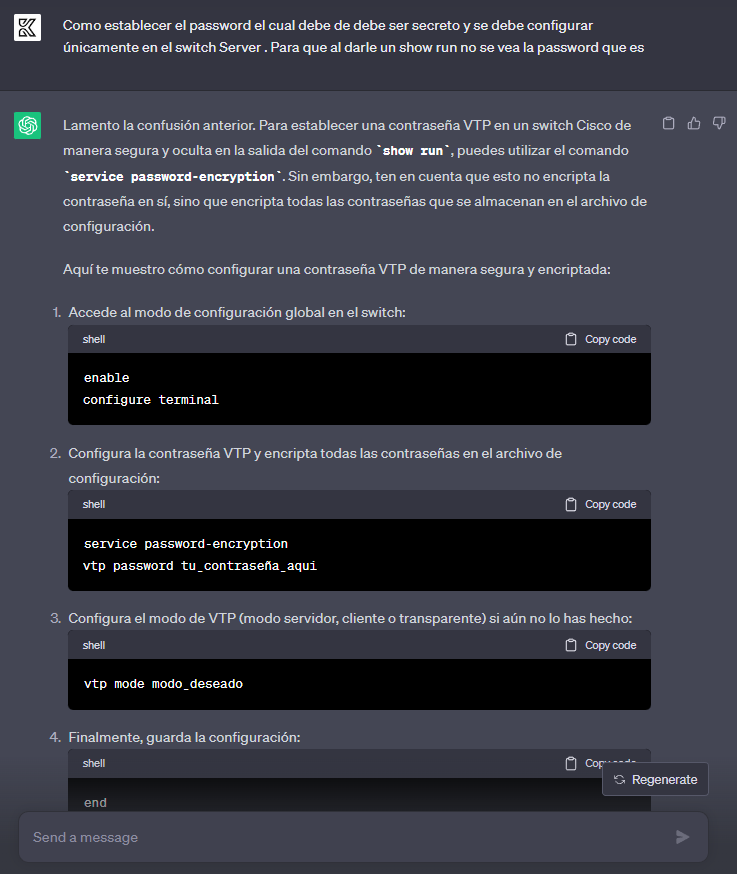 Como establecer el password el cual debe de debe ser secreto y se debe configurar
únicamente en el switch Server . Para que al darle un show run no se vea la password que es
Lamento la confusión anterior. Para establecer una contraseña VTP en un switch Cisco de
manera segura y oculta en la salida del comando `show run`, puedes utilizar el comando
`service password-encryption`. Sin embargo, ten en cuenta que esto no encripta la
contraseña en sí, sino que encripta todas las contraseñas que se almacenan en el archivo de
configuración.
Aquí te muestro cómo configurar una contraseña VTP de manera segura y encriptada:
1. Accede al modo de configuración global en el switch:
shell Copy code
enable
configure terminal
2. Configura la contraseña VTP y encripta todas las contraseñas en el archivo de
configuración:
shell Copy code
service password-encryption
vtp password tu_contraseña_aqui
3. Configura el modo de VTP (modo servidor, cliente o transparente) si aún no lo has hecho:
shell Copy code
vtp mode modo_deseado
4. Finalmente, guarda la configuración:
shell Copy code
Regenerate
end
Send a message